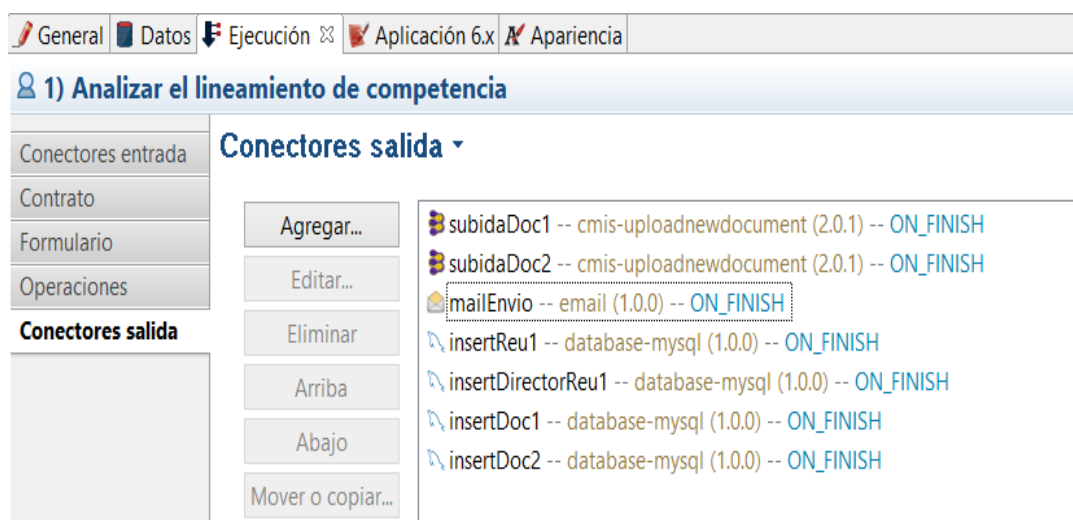 General Datos Ejecución Aplicación 6.x Apariencia
1) Analizar el lineamiento de competencia
Conectores entrada
Contrato
Formulario
Operaciones
Conectores salida
Conectores salida
Agregar...
Editar...
Eliminar
Arriba
Abajo
Mover o copiar...
subidaDoc1 -- cmis-uploadnewdocument (2.0.1) -- ON_FINISH
subidaDoc2 -- cmis-uploadnewdocument (2.0.1) -- ON_FINISH
mailEnvio -- email (1.0.0) -- ON_FINISH
insertReu1 -- database-mysql (1.0.0) -- ON_FINISH
insertDirectorReu1 -- database-mysql (1.0.0) -- ON_FINISH
insertDoc1 -- database-mysql (1.0.0) -- ON_FINISH
insertDoc2 -- database-mysql (1.0.0) -- ON_FINISH